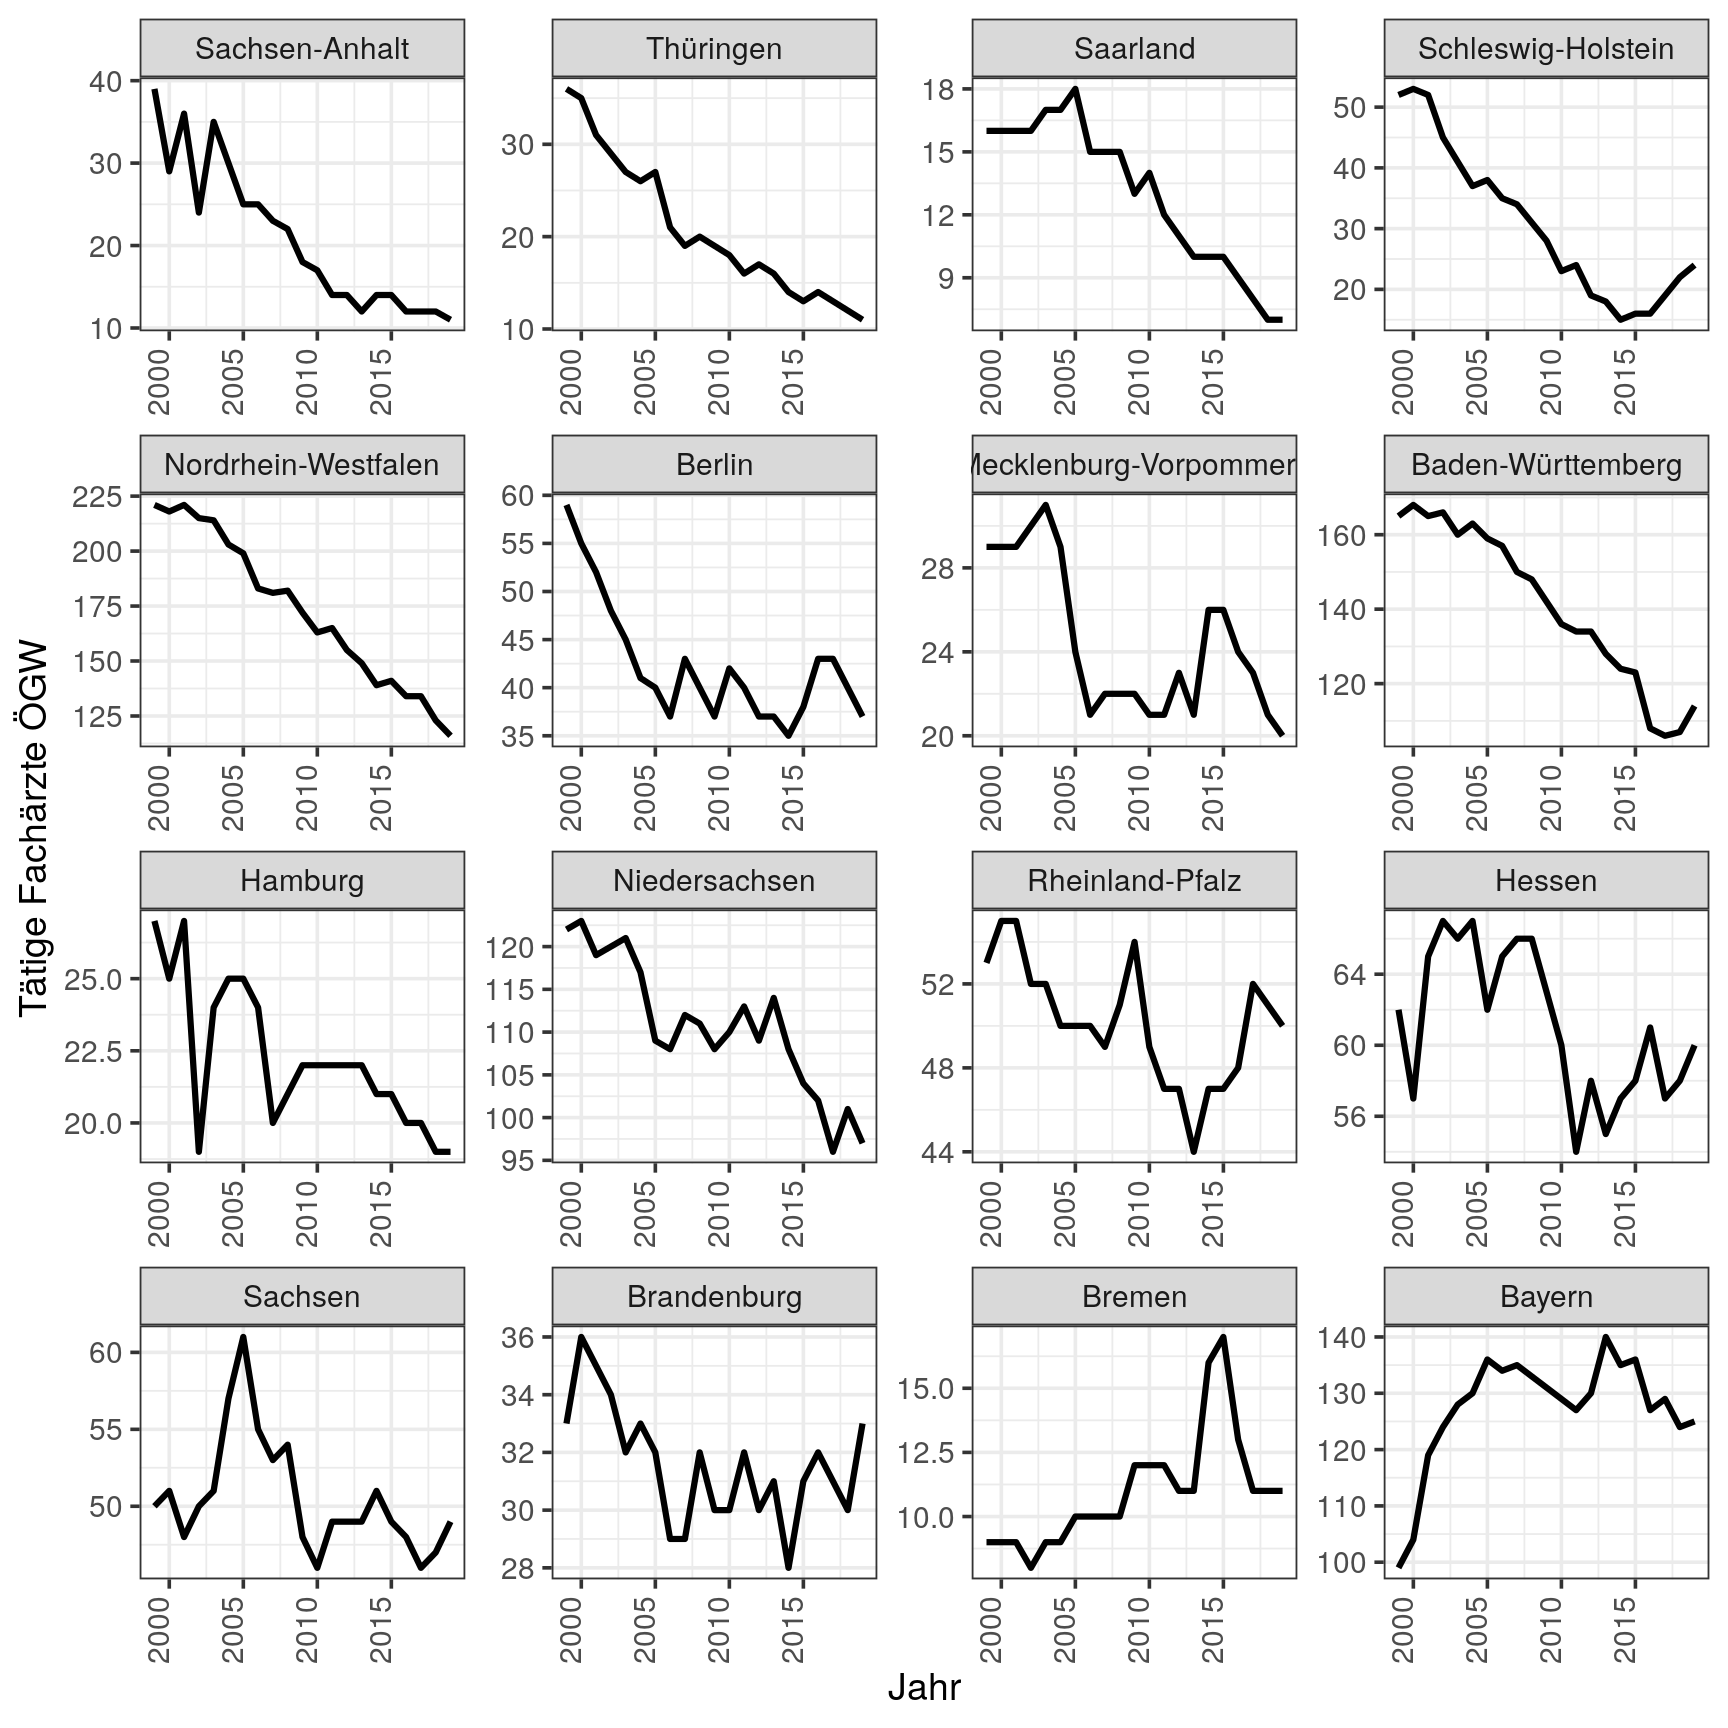 Sachsen-Anhalt
Thüringen
Saarland
Schleswig-Holstein
40
30
20
10
30
20
10
18
15
12
9
50
40
30
20
2000 2005 2010 2015
2000 2005 2010 2015
2000 2005 2010 2015
2000 2005 2010 2015
Nordrhein-Westfalen
Berlin
Mecklenburg-Vorpommer
Baden-Württemberg
225
200
175
150
125
60
55
50
45
40
35
28
24
20
160
140
120
2000 2005 2010 2015
2000 2005 2010 2015
2000 2005 2010 2015
2000 2005 2010 2015
Tätige Fachärzte ÖGW
Hamburg
Niedersachsen
Rheinland-Pfalz
Hessen
25.0
22.5
20.0
120
115
110
105
100
95
52
48
44
64
60
56
2000 2005 2010 2015
2000 2005 2010 2015
2000 2005 2010 2015
2000 2005 2010 2015
Sachsen
Brandenburg
Bremen
Bayern
60
55
50
36
34
32
30
28
15.0
12.5
10.0
140
130
120
110
100
2000 2005 2010 2015
2000 2005 2010 2015
2000 2005 2010 2015
2000 2005 2010 2015
Jahr